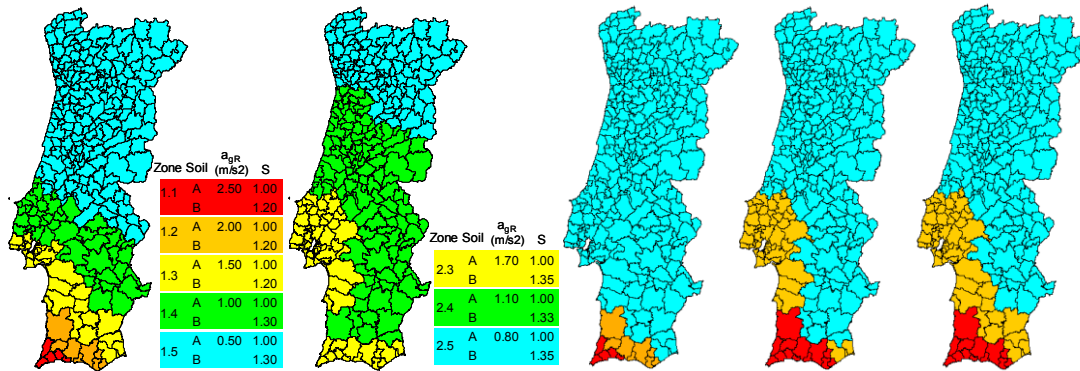 Zone Soil agR (m/s2) S
1.1 A 2.50 1.00
B 1.20
1.2 A 2.00 1.00
B 1.20
1.3 A 1.50 1.00
B 1.20
1.4 A 1.00 1.00
B 1.30
1.5 A 0.50 1.00
B 1.30
Zone Soil agR (m/s2) S
2.3 A 1.70 1.00
B 1.35
2.4 A 1.10 1.00
B 1.33
2.5 A 0.80 1.00
B 1.35